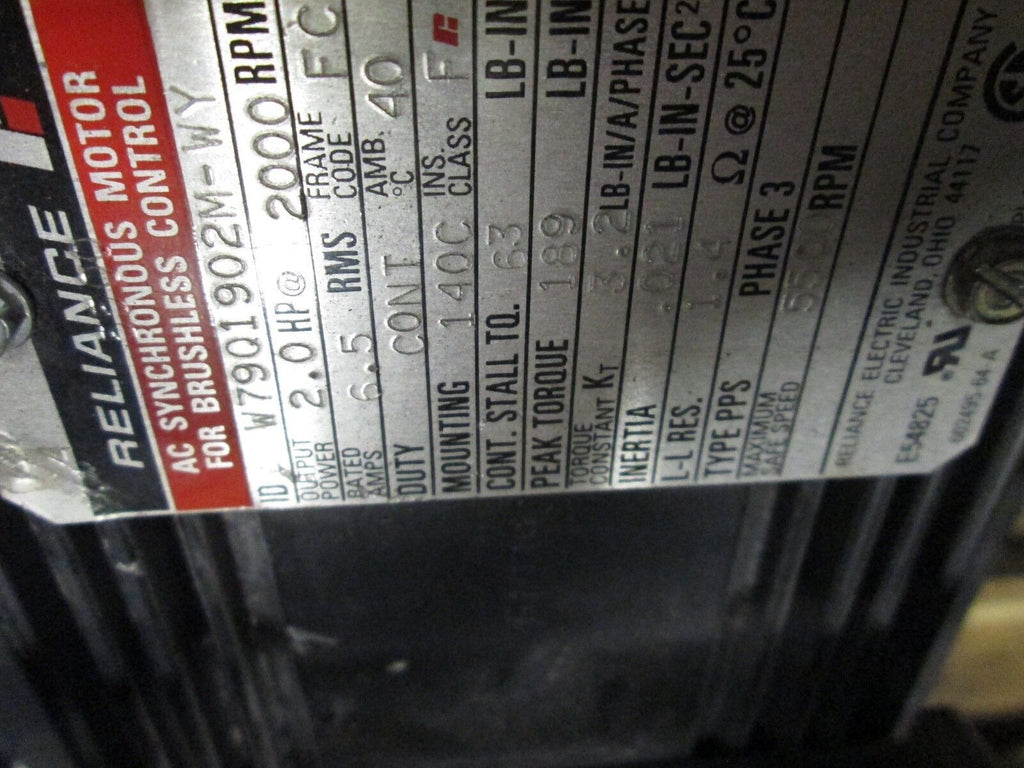 RELIANCE
AC SYNCHRONOUS MOTOR
FOR BRUSHLESS CONTROL
ID W79Q1902M-WY
OUTPUT POWER 2.0 HP@ 2000 RPM
RATED AMPS 6.5 RMS FRAME CODE FC
DUTY CONT AMB. °C 40
MOUNTING 140C INS. CLASS F
CONT. STALL TQ. 63 LB-IN
PEAK TORQUE 189 LB-IN
TORQUE CONSTANT KT 3.2 LB-IN/A/PHASE
INERTIA .021 LB-IN-SEC²
L-L RES. 1.4 Ω @ 25°C
TYPE PPS PHASE 3
MAXIMUM SAFE SPEED RPM
RELIANCE ELECTRIC INDUSTRIAL COMPANY
CLEVELAND, OHIO 44117
E54825
602495-64-A